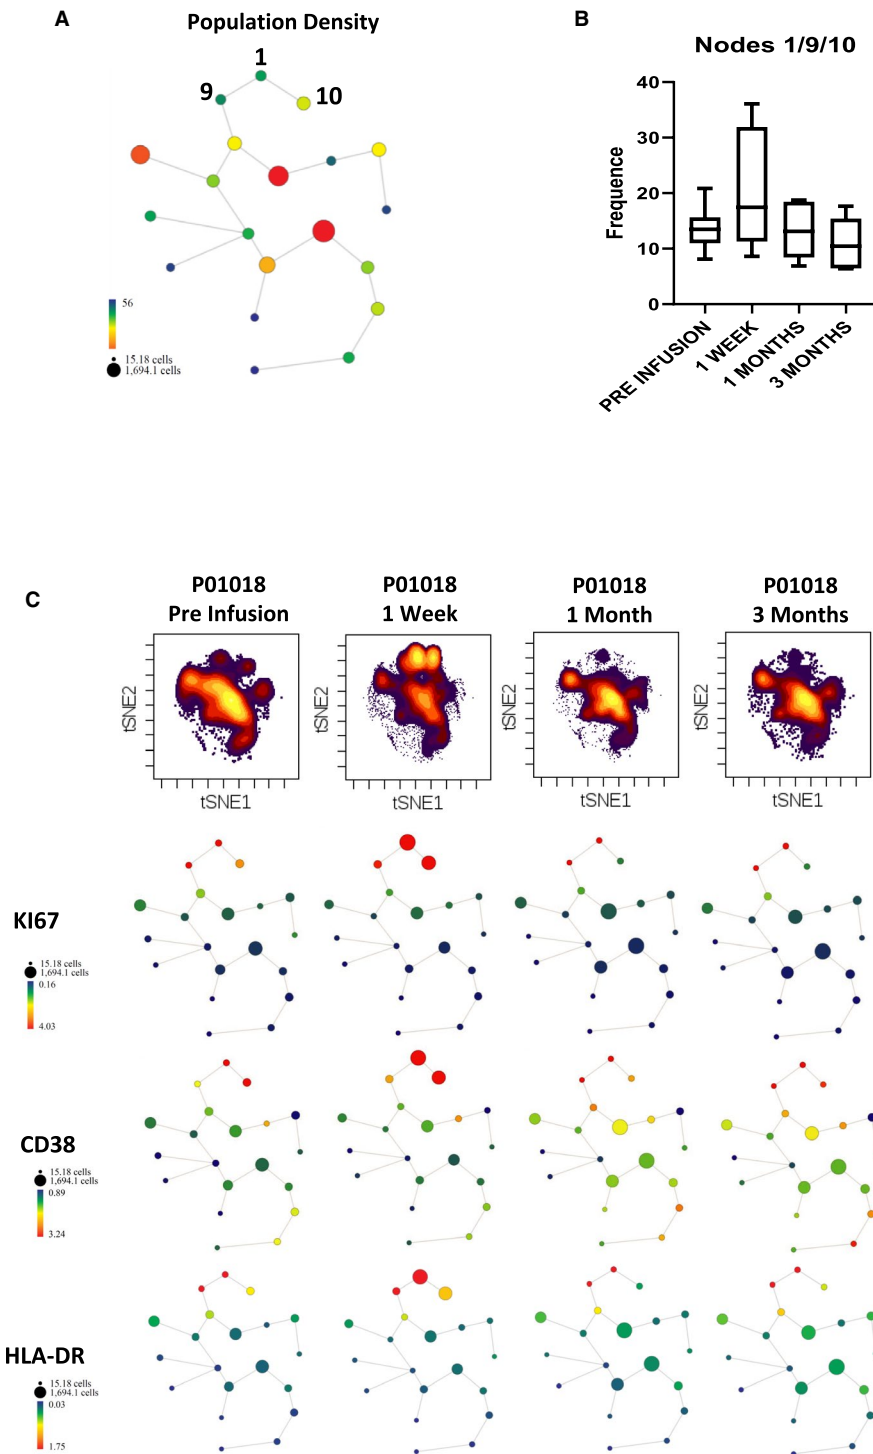 A
Population Density
1
9
10
56
15.18 cells
1,694.1 cells
B
Nodes 1/9/10
Frequence
40
30
20
10
0
PRE INFUSION
1 WEEK
1 MONTHS
3 MONTHS
C
P01018
Pre Infusion
P01018
1 Week
P01018
1 Month
P01018
3 Months
tSNE2
tSNE2
tSNE2
tSNE2
tSNE1
tSNE1
tSNE1
tSNE1
KI67
15.18 cells
1,694.1 cells
0.16
4.03
CD38
15.18 cells
1,694.1 cells
0.89
3.24
HLA-DR
15.18 cells
1,694.1 cells
0.03
1.75